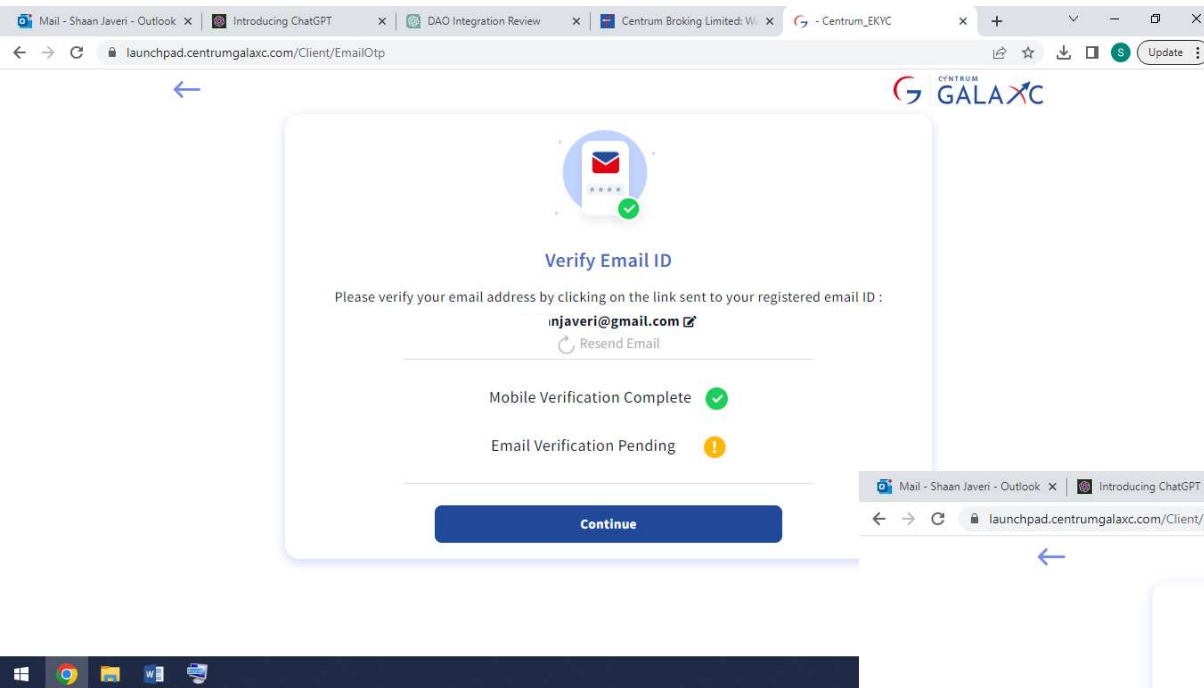 Mail - Shaan Javeri - Outlook
Introducing ChatGPT
DAO Integration Review
Centrum Broking Limited: W
- Centrum_EKYC
launchpad.centrumgalaxc.com/Client/EmailOtp
S
Update
CENTRUM
GALAXC
Verify Email ID
Please verify your email address by clicking on the link sent to your registered email ID :
njaveri@gmail.com
Resend Email
Mobile Verification Complete
Email Verification Pending
Continue
Mail - Shaan Javeri - Outlook
Introducing ChatGPT
launchpad.centrumgalaxc.com/Client/